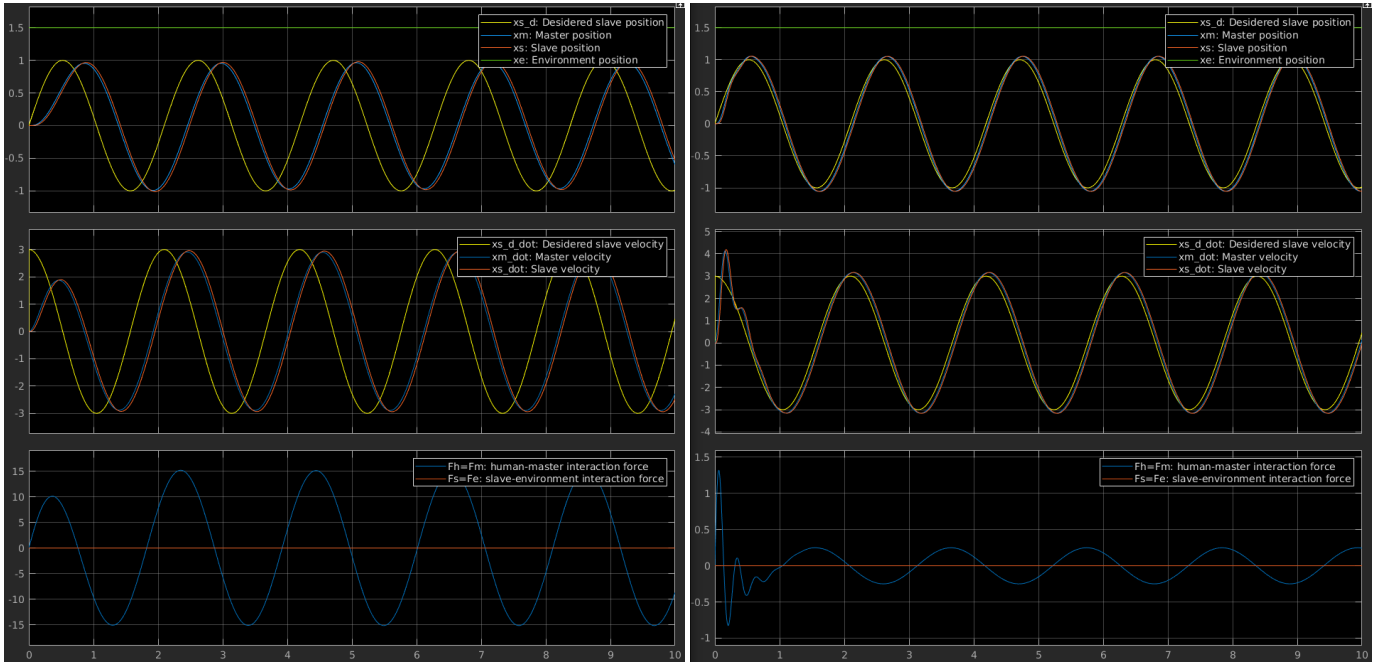 xs_d: Desidered slave position
xm: Master position
xs: Slave position
xe: Environment position
1.5
1
0.5
0
-0.5
-1
xs_d_dot: Desidered slave velocity
xm_dot: Master velocity
xs_dot: Slave velocity
3
2
1
0
-1
-2
-3
Fh=Fm: human-master interaction force
Fs=Fe: slave-environment interaction force
15
10
5
0
-5
-10
-15
0 1 2 3 4 5 6 7 8 9 10
xs_d: Desidered slave position
xm: Master position
xs: Slave position
xe: Environment position
1.5
1
0.5
0
-0.5
-1
xs_d_dot: Desidered slave velocity
xm_dot: Master velocity
xs_dot: Slave velocity
5
4
3
2
1
0
-1
-2
-3
-4
Fh=Fm: human-master interaction force
Fs=Fe: slave-environment interaction force
1.5
1
0.5
0
-0.5
-1
0 1 2 3 4 5 6 7 8 9 10